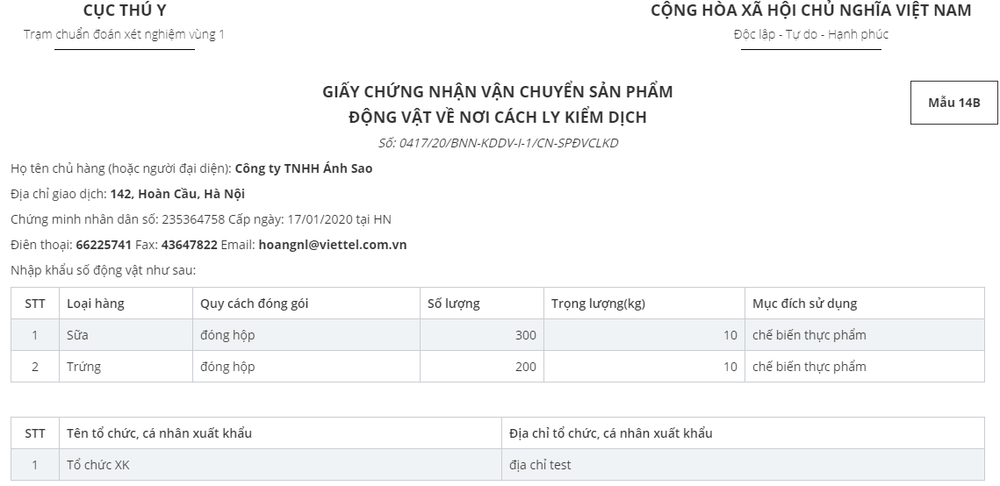 CỤC THÚ Y
CỘNG HÒA XÃ HỘI CHỦ NGHĨA VIỆT NAM
Trạm chuẩn đoán xét nghiệm vùng 1
Độc lập - Tự do - Hạnh phúc
GIẤY CHỨNG NHẬN VẬN CHUYỂN SẢN PHẨM
ĐỘNG VẬT VỀ NƠI CÁCH LY KIỂM DỊCH
Mẫu 14B
Số: 0417/20/BNN-KDDV-I-1/CN-SPĐVCLKD
Họ tên chủ hàng (hoặc người đại diện): Công ty TNHH Ánh Sao
Địa chỉ giao dịch: 142, Hoàn Cầu, Hà Nội
Chứng minh nhân dân số: 235364758 Cấp ngày: 17/01/2020 tại HN
Điên thoại: 66225741 Fax: 43647822 Email: hoangnl@viettel.com.vn
Nhập khẩu số động vật như sau:
STT Loại hàng Quy cách đóng gói Số lượng Trọng lượng(kg) Mục đích sử dụng
1 Sữa đóng hộp 300 10 chế biến thực phẩm
2 Trứng đóng hộp 200 10 chế biến thực phẩm
STT Tên tổ chức, cá nhân xuất khẩu Địa chỉ tổ chức, cá nhân xuất khẩu
1 Tổ chức XK địa chỉ test